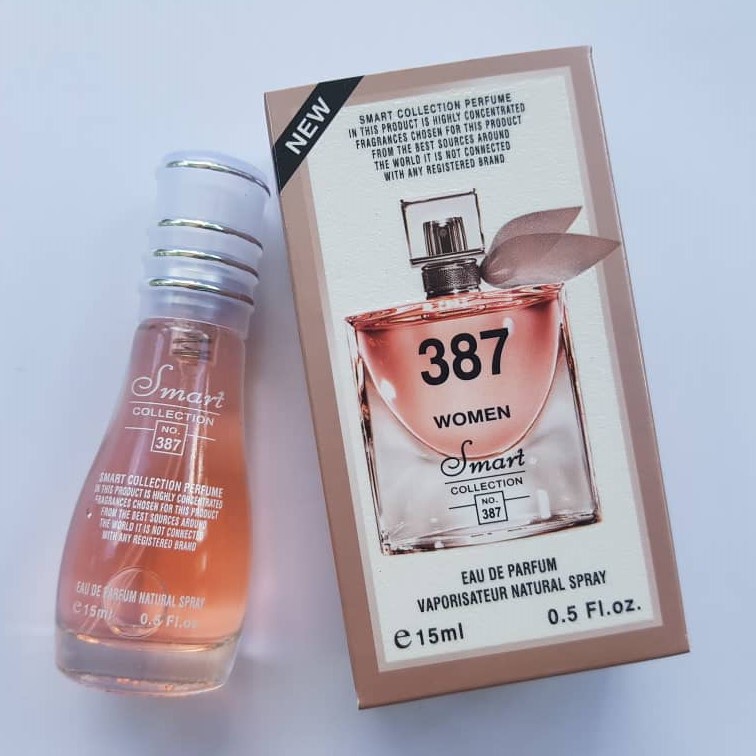 Smart
COLLECTION
NO.
387
SMART COLLECTION PERFUME
IN THIS PRODUCT IS HIGHLY CONCENTRATED
FRAGRANCES CHOSEN FOR THIS PRODUCT
FROM THE BEST SOURCES AROUND
THE WORLD IT IS NOT CONNECTED
WITH ANY REGISTERED BRAND
EAU DE PARFUM NATURAL SPRAY
℮15ml 0.5 Fl.oz
NEW
SMART COLLECTION PERFUME
IN THIS PRODUCT IS HIGHLY CONCENTRATED
FRAGRANCES CHOSEN FOR THIS PRODUCT
FROM THE BEST SOURCES AROUND
THE WORLD IT IS NOT CONNECTED
WITH ANY REGISTERED BRAND
387
WOMEN
Smart
COLLECTION
NO.
387
EAU DE PARFUM
VAPORISATEUR NATURAL SPRAY
℮15ml 0.5 Fl.oz.